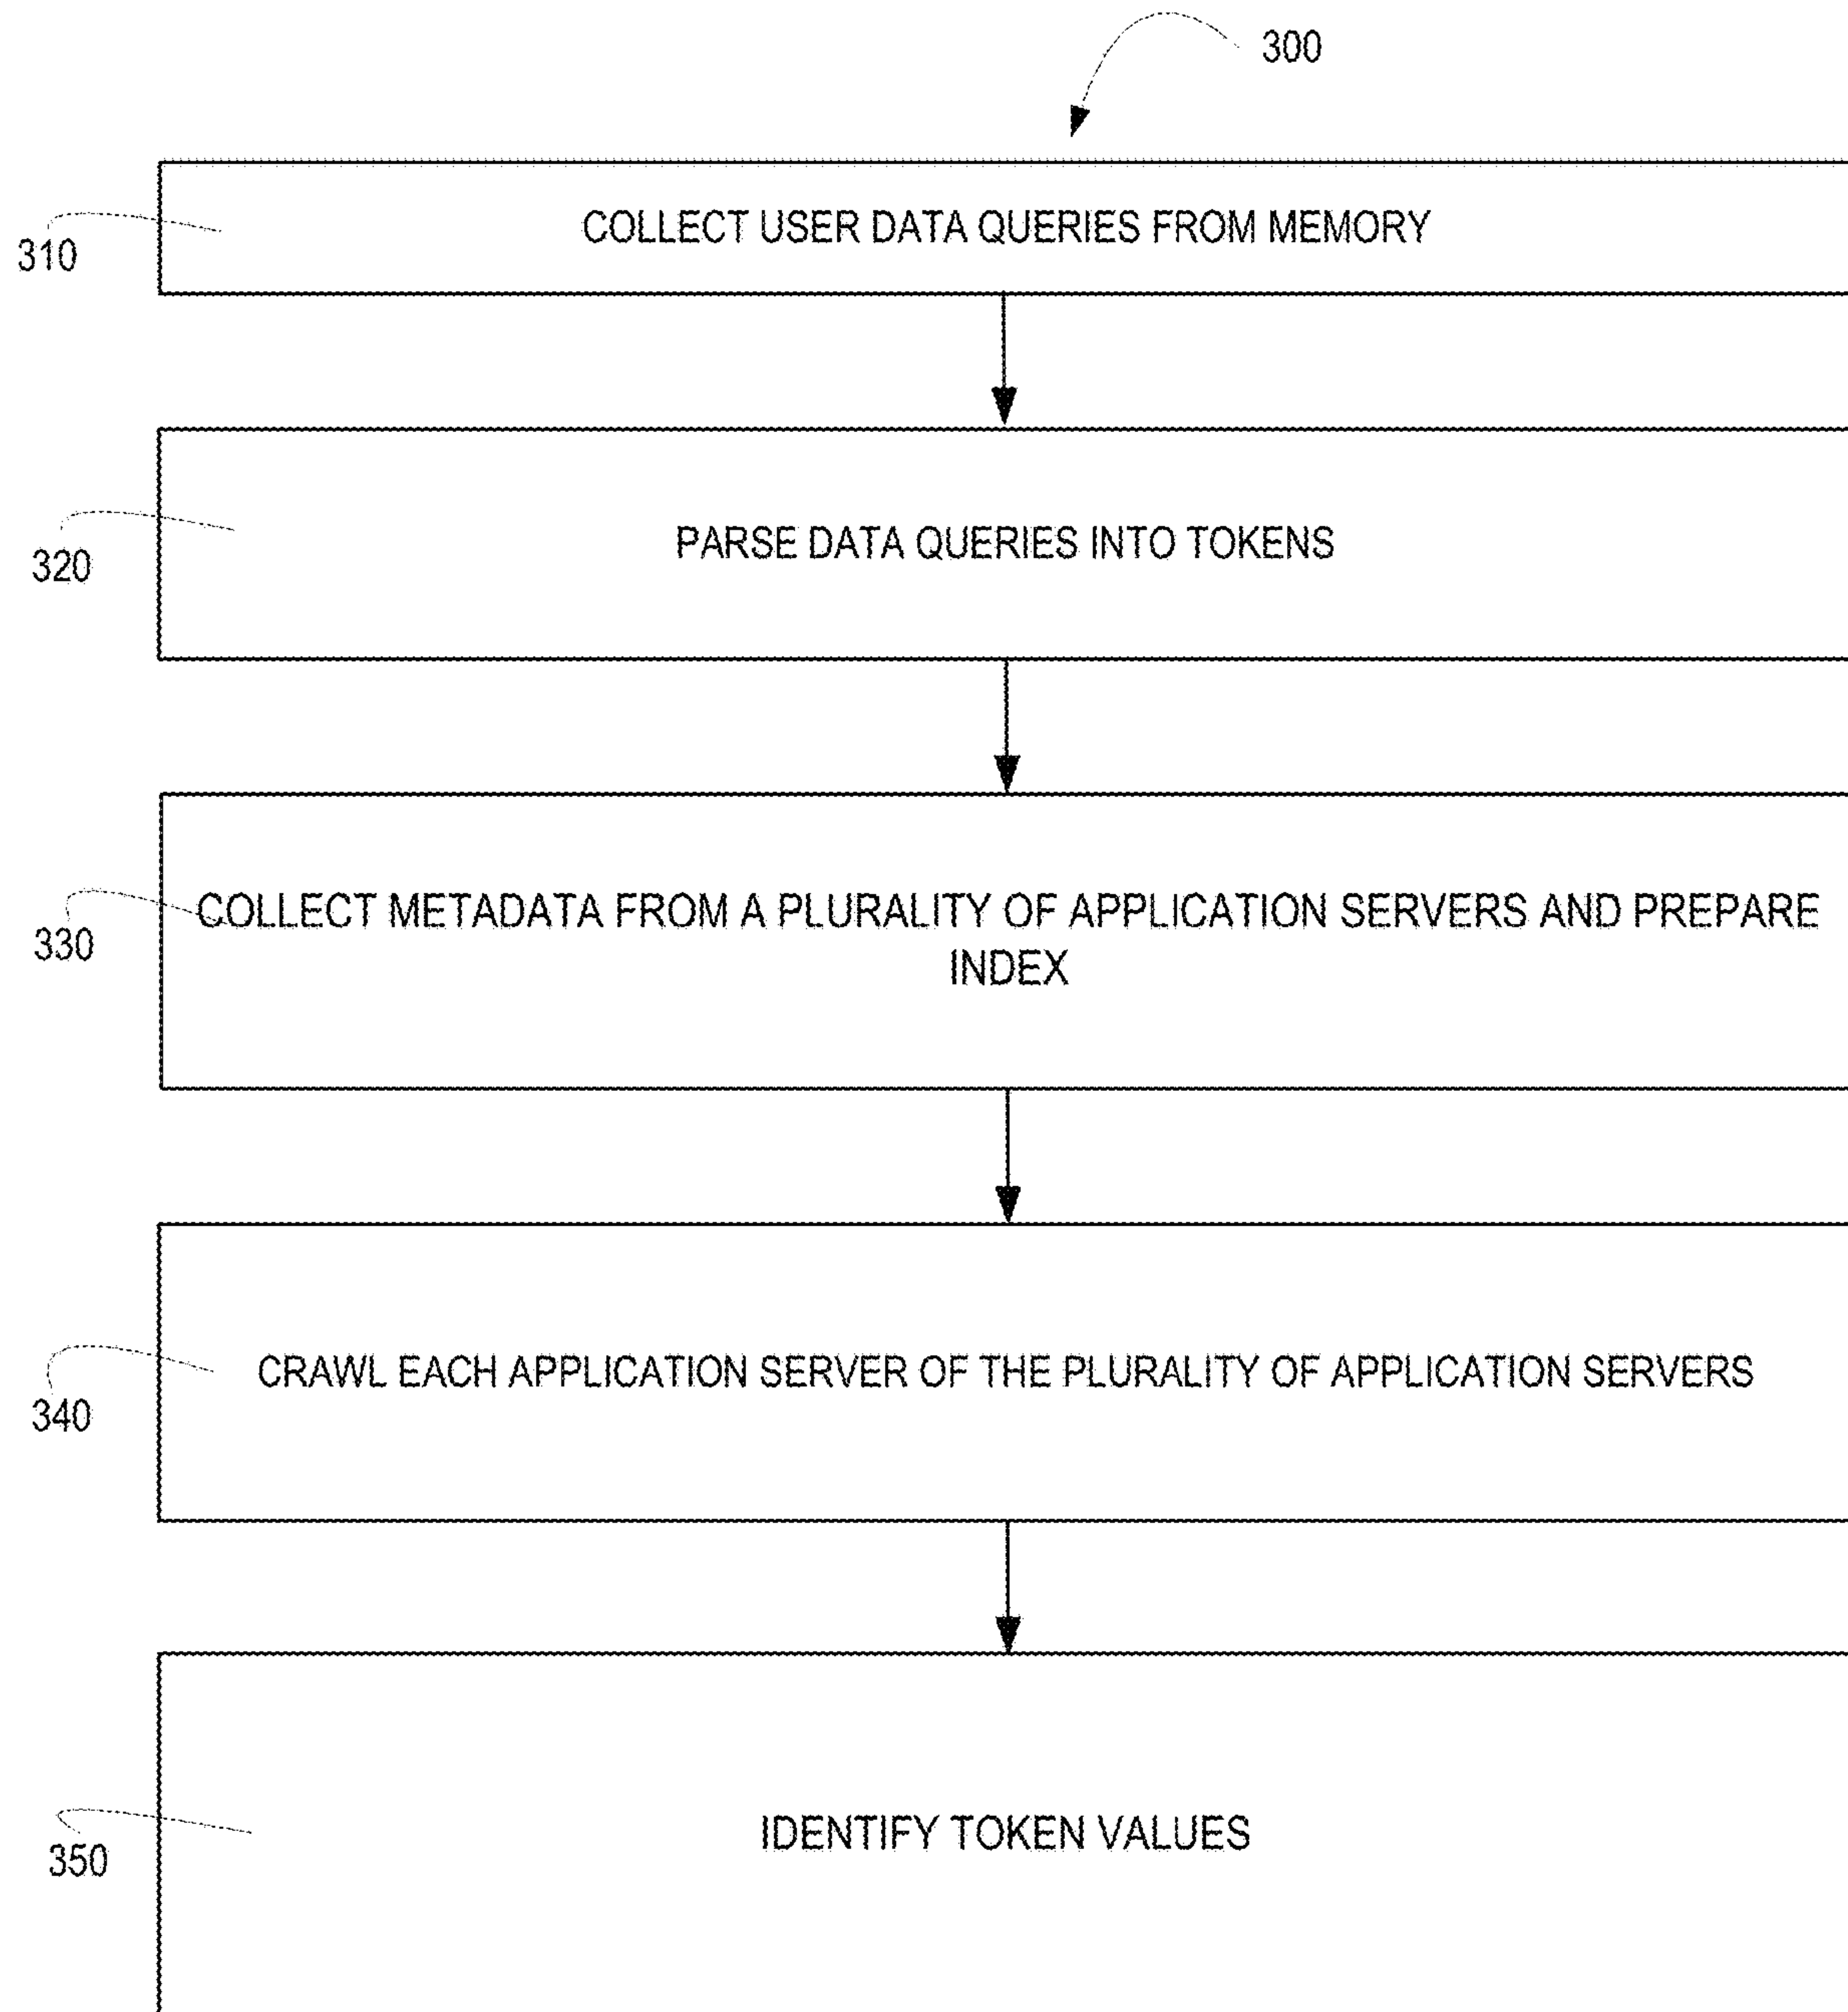 300
COLLECT USER DATA QUERIES FROM MEMORY
310
PARSE DATA QUERIES INTO TOKENS
320
COLLECT METADATA FROM A PLURALITY OF APPLICATION SERVERS AND PREPARE
INDEX
330
CRAWL EACH APPLICATION SERVER OF THE PLURALITY OF APPLICATION SERVERS
340
IDENTIFY TOKEN VALUES
350